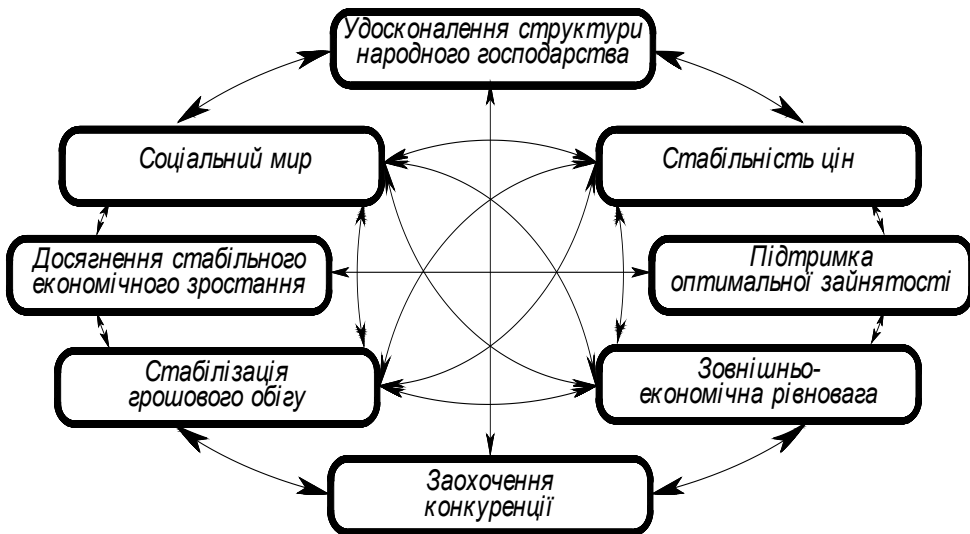 Удосконалення структури
народного господарства
Соціальний мир
Стабільність цін
Досягнення стабільного
економічного зростання
Підтримка
оптимальної зайнятості
Стабілізація
грошового обігу
Зовнішньо-
економічна рівновага
Заохочення
конкуренції